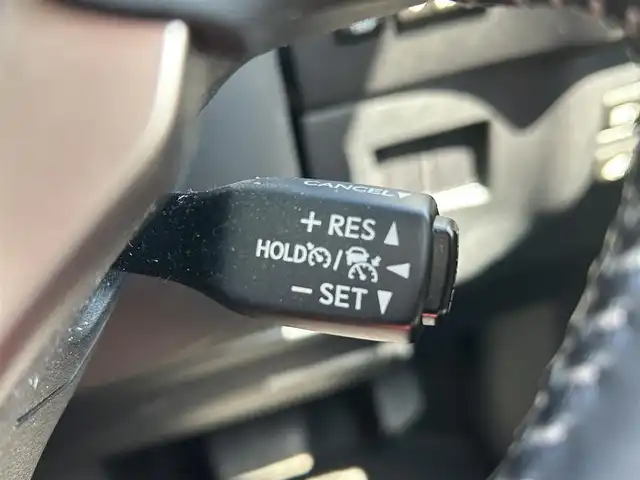 CANCEL▼
+ RES ▲
HOLD / ◀
− SET ▼